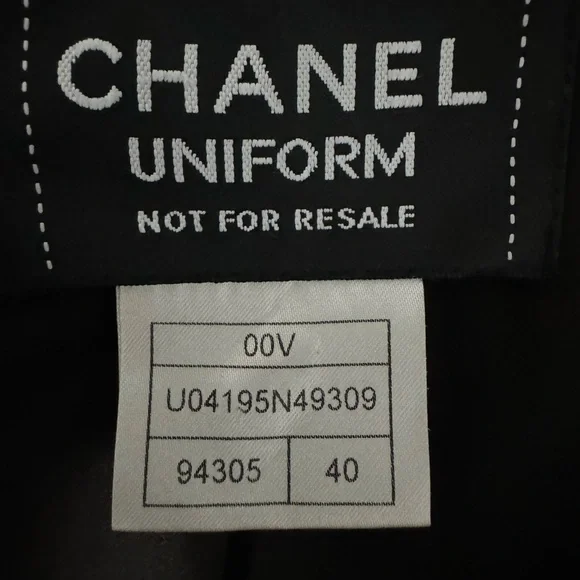 CHANEL
UNIFORM
NOT FOR RESALE
00V
U04195N49309
94305 40